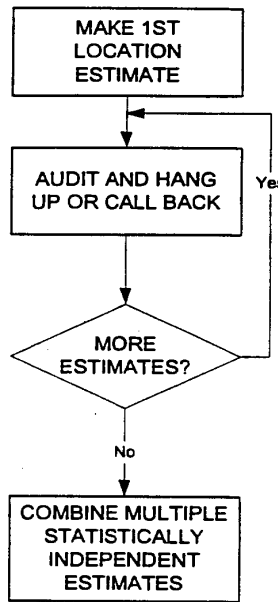 MAKE 1ST
LOCATION
ESTIMATE
AUDIT AND HANG
UP OR CALL BACK
Yes
MORE
ESTIMATES?
No
COMBINE MULTIPLE
STATISTICALLY
INDEPENDENT
ESTIMATES